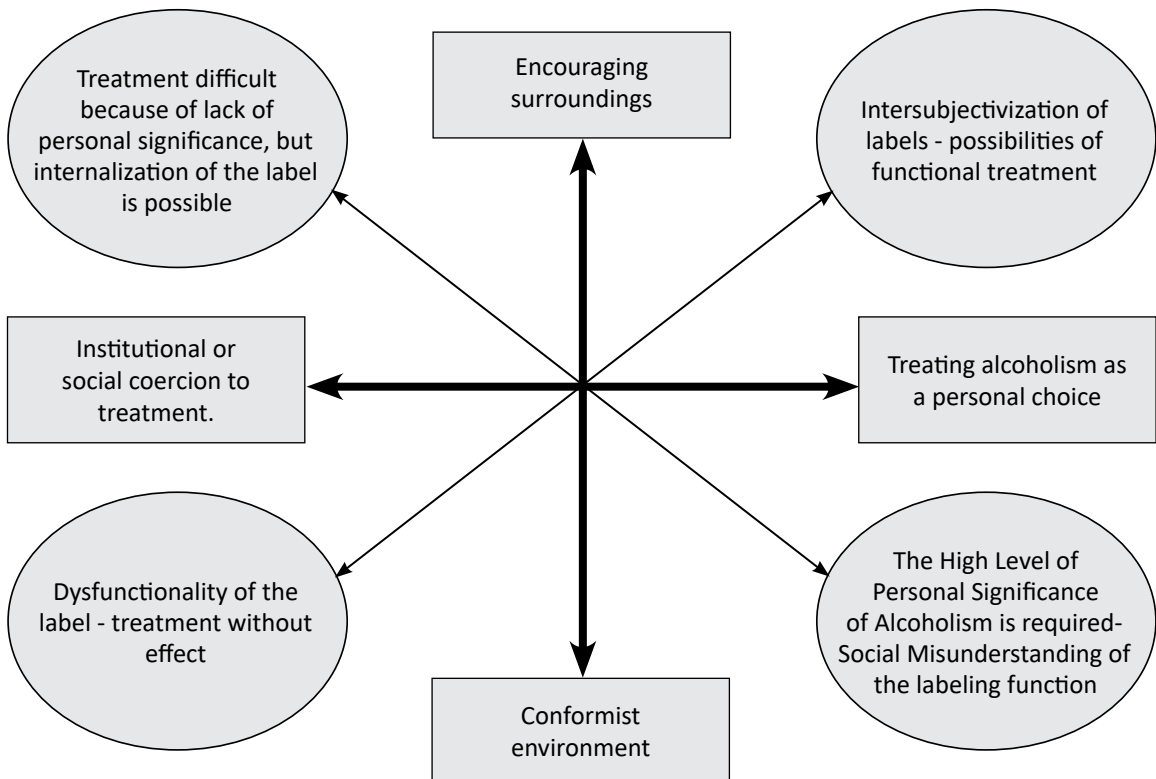 Treatment difficult
because of lack of
personal significance, but
internalization of the label
is possible
Encouraging
surroundings
Intersubjectivization of
labels - possibilities of
functional treatment
Institutional or
social coercion to
treatment.
Treating alcoholism as
a personal choice
Dysfunctionality of the
label - treatment without
effect
Conformist
environment
The High Level of
Personal Significance
of Alcoholism is required-
Social Misunderstanding of
the labeling function